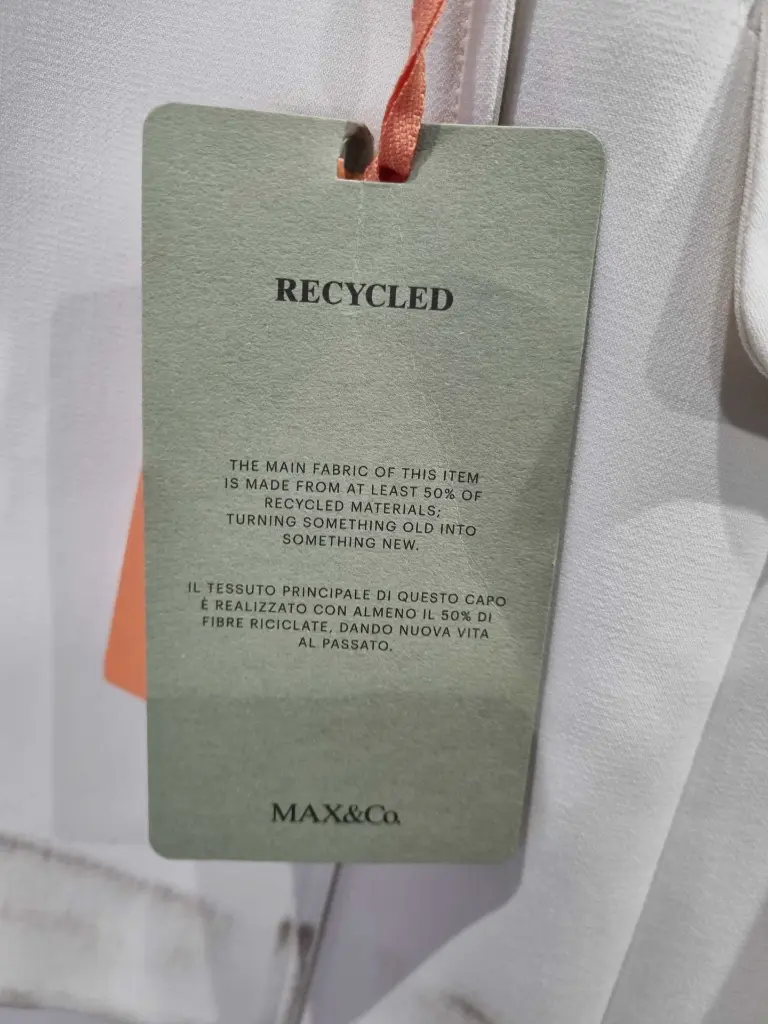 RECYCLED
THE MAIN FABRIC OF THIS ITEM
IS MADE FROM AT LEAST 50% OF
RECYCLED MATERIALS;
TURNING SOMETHING OLD INTO
SOMETHING NEW.
IL TESSUTO PRINCIPALE DI QUESTO CAPO
È REALIZZATO CON ALMENO IL 50% DI
FIBRE RICICLATE, DANDO NUOVA VITA
AL PASSATO.
MAX&Co.